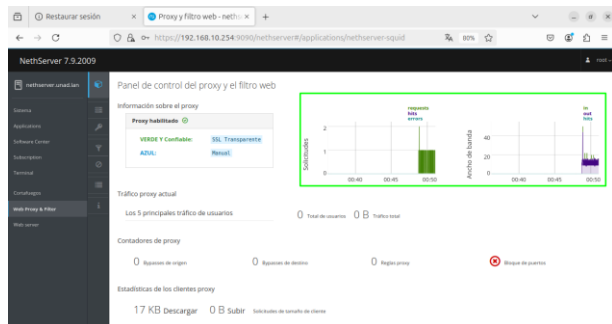 Restaurar sesión
Proxy y filtro web - neths
https://192.168.10.254:9090/nethserver#/applications/nethserver-squid
80%
NethServer 7.9.2009
root
nethserver.unad.lan
Sistema
Applications
Software Center
Subscription
Terminal
Cortafuegos
Web Proxy & Filter
Web server
Panel de control del proxy y el filtro web
Información sobre el proxy
Proxy habilitado
VERDE Y Confiable: SSL Transparente
AZUL: Manual
requests
hits
errors
Solicitudes
2
1
0
00:40 00:45 00:50
in
out
hits
Ancho de banda
40
20
0
00:40 00:45 00:50
Tráfico proxy actual
Los 5 principales tráfico de usuarios
0 Total de usuarios 0 B Tráfico total
Contadores de proxy
0 Bypasses de origen 0 Bypasses de destino 0 Reglas proxy Bloque de puertos
Estadísticas de los clientes proxy
17 KB Descargar 0 B Subir Solicitudes de tamaño de cliente